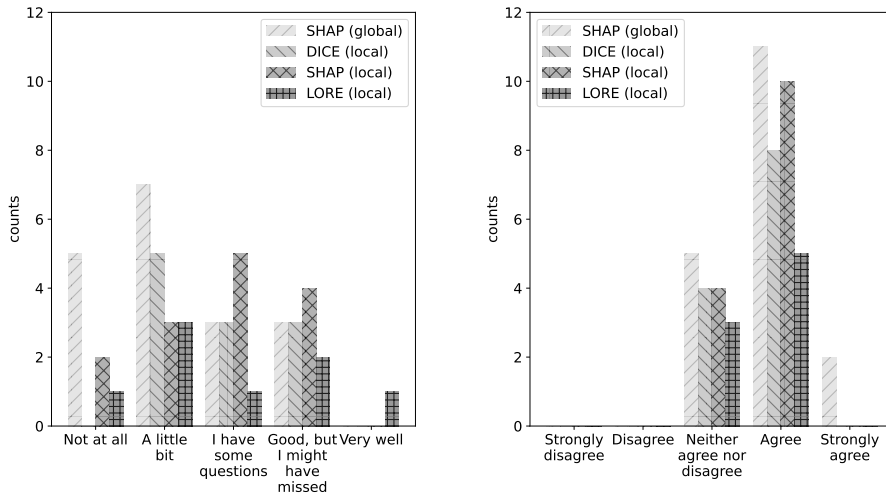 12
10
8
6
4
2
0
counts
SHAP (global)
DICE (local)
SHAP (local)
LORE (local)
Not at all
A little
bit
I have
some
questions
Good, but
I might
have
missed
Very well
12
10
8
6
4
2
0
counts
SHAP (global)
DICE (local)
SHAP (local)
LORE (local)
Strongly
disagree
Disagree
Neither
agree nor
disagree
Agree
Strongly
agree